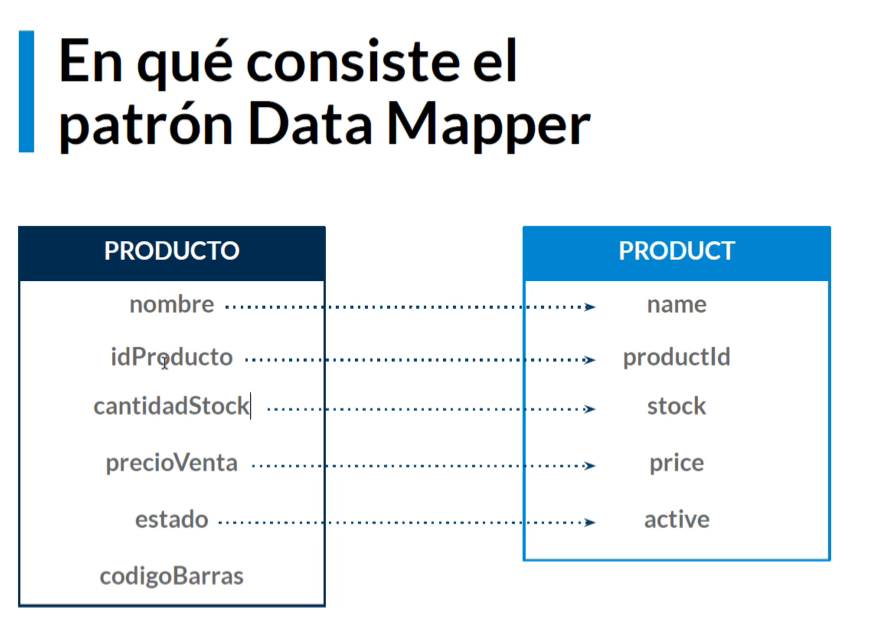 En qué consiste el
patrón Data Mapper
PRODUCTO
nombre
idProducto
cantidadStock
precioVenta
estado
codigoBarras
PRODUCT
name
productId
stock
price
active